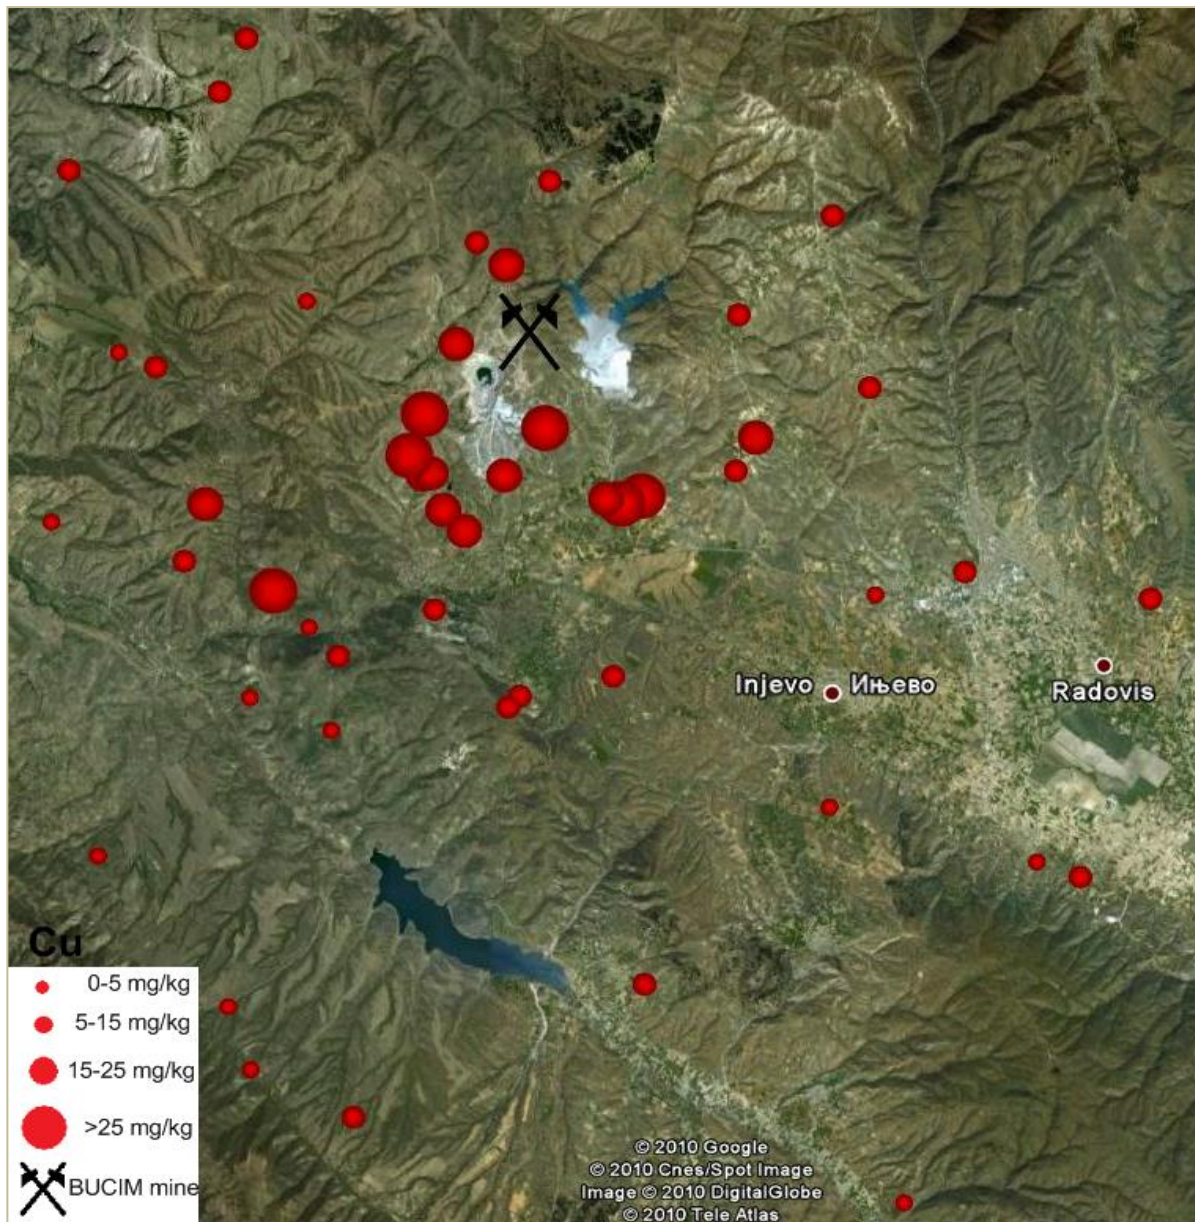 Injevo Ињево
Radovis
Cu
0-5 mg/kg
5-15 mg/kg
15-25 mg/kg
>25 mg/kg
BUCIM mine
© 2010 Google
© 2010 Cnes/Spot Image
Image © 2010 DigitalGlobe
© 2010 Tele Atlas